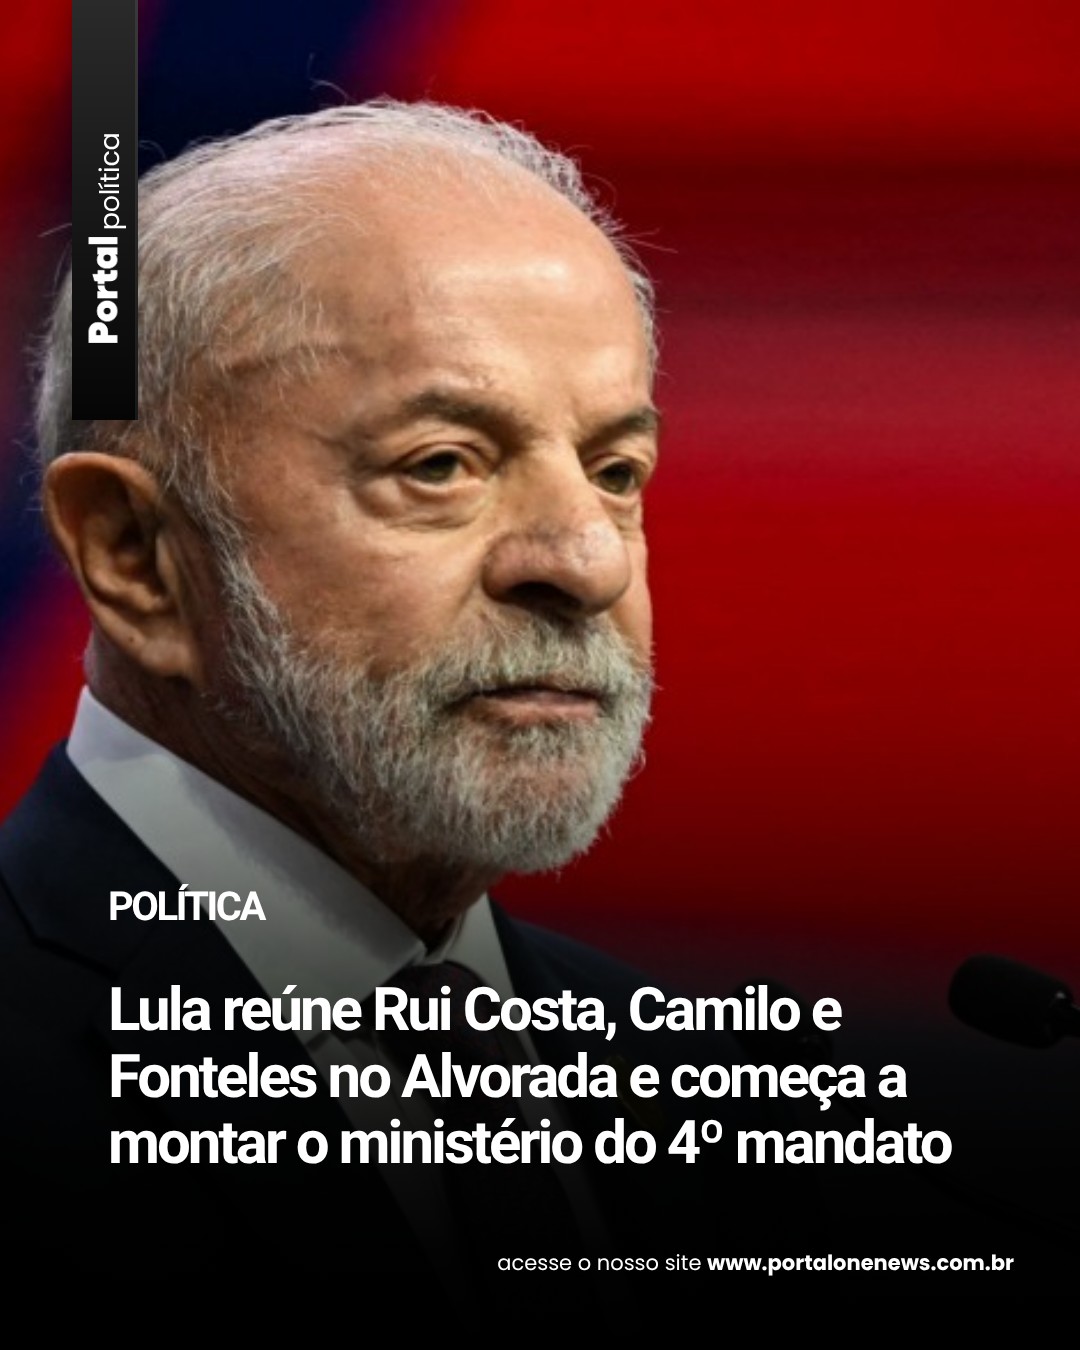 Portal política
POLÍTICA
Lula reúne Rui Costa, Camilo e
Fonteles no Alvorada e começa a
montar o ministério do 4º mandato
acesse o nosso site www.portalonenews.com.br